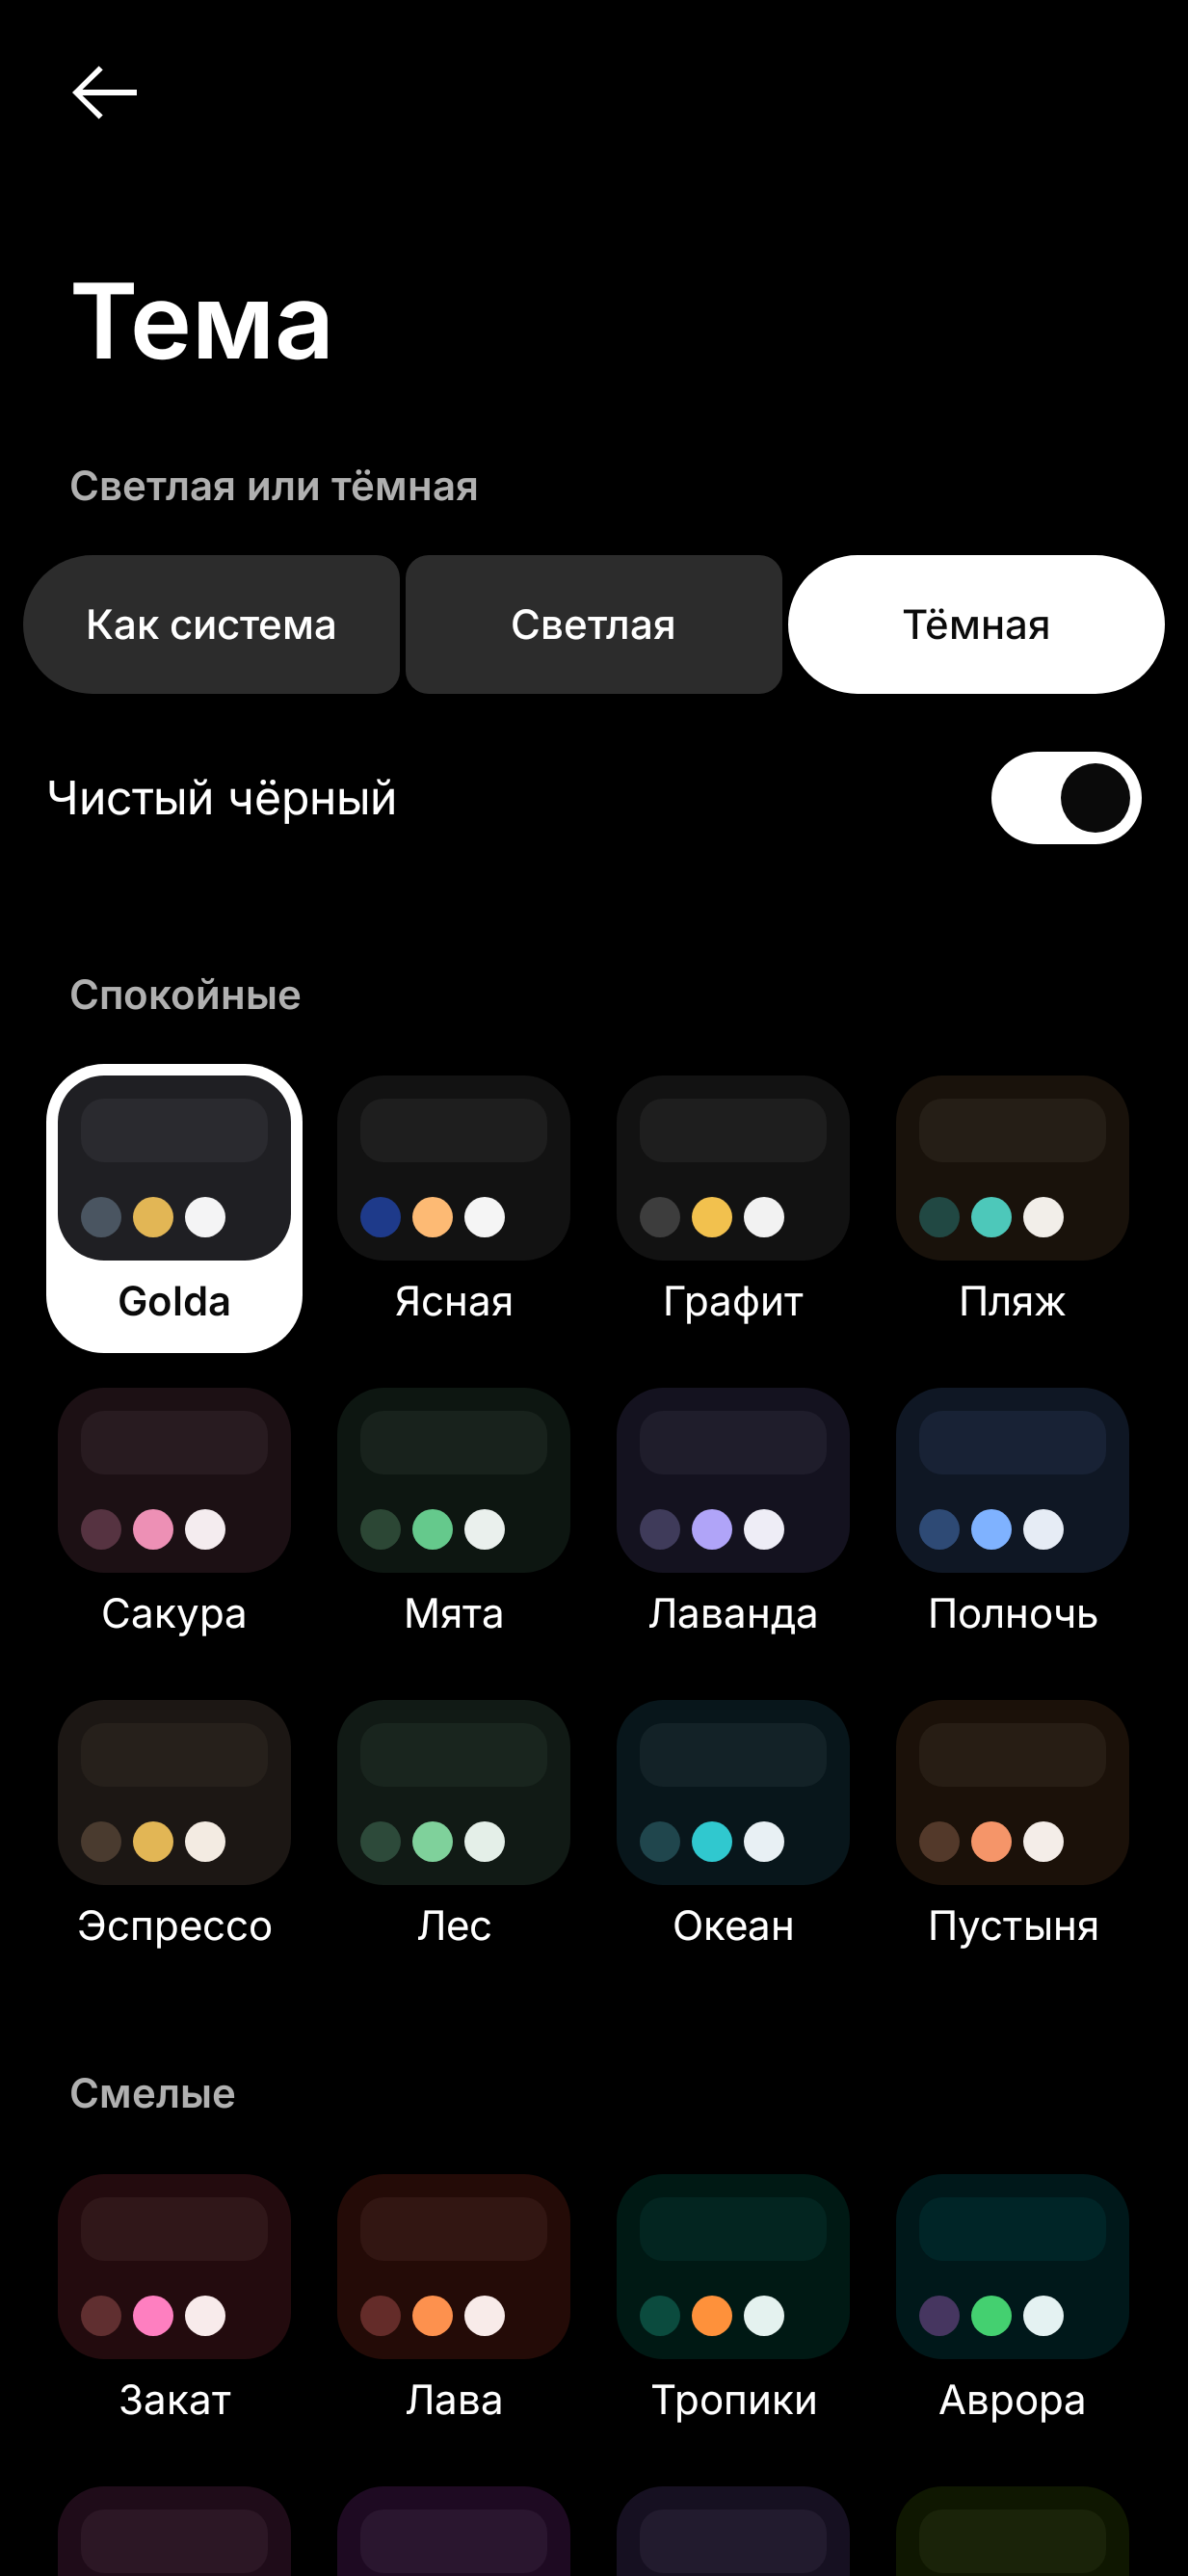 Тема
Светлая или тёмная
Как система
Светлая
Тёмная
Чистый чёрный
Спокойные
Golda
Ясная
Графит
Пляж
Сакура
Мята
Лаванда
Полночь
Эспрессо
Лес
Океан
Пустыня
Смелые
Закат
Лава
Тропики
Аврора